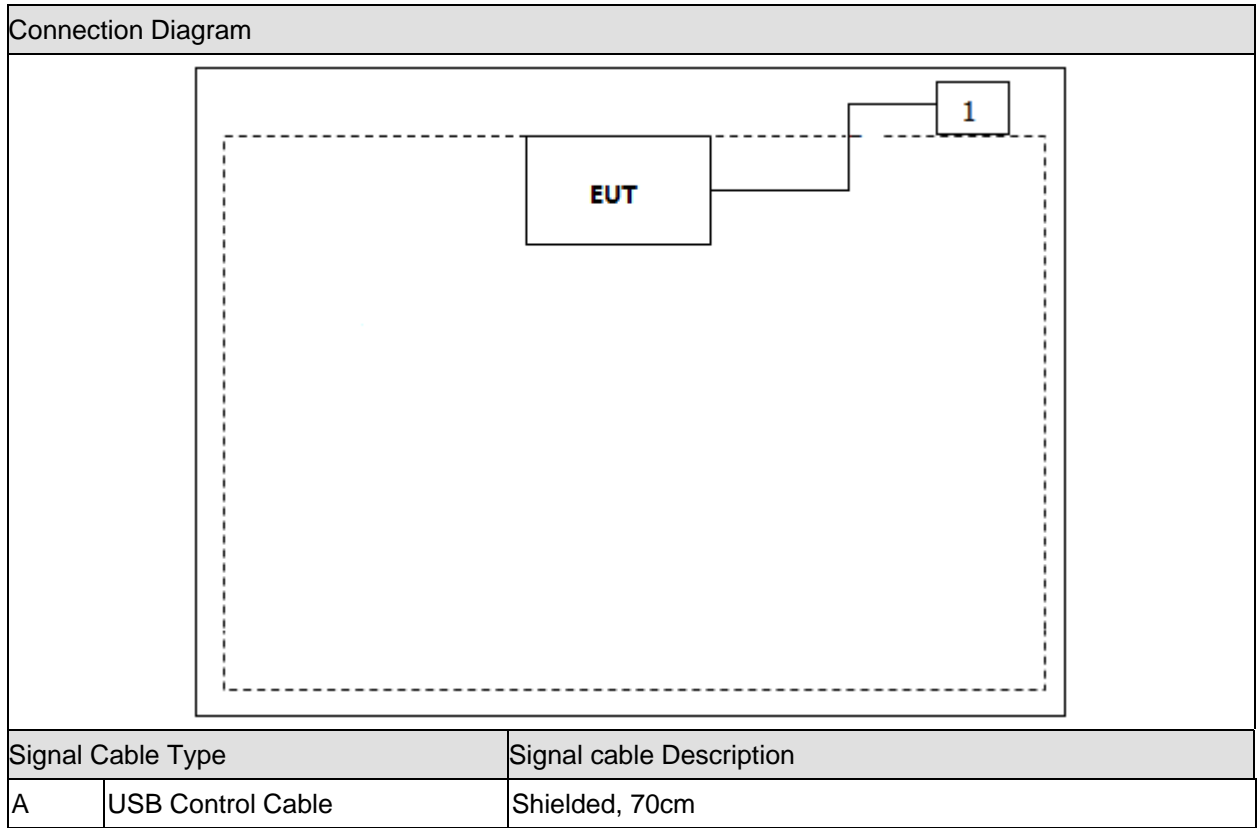 Connection Diagram
1
EUT
Signal Cable Type Signal cable Description
A USB Control Cable Shielded, 70cm